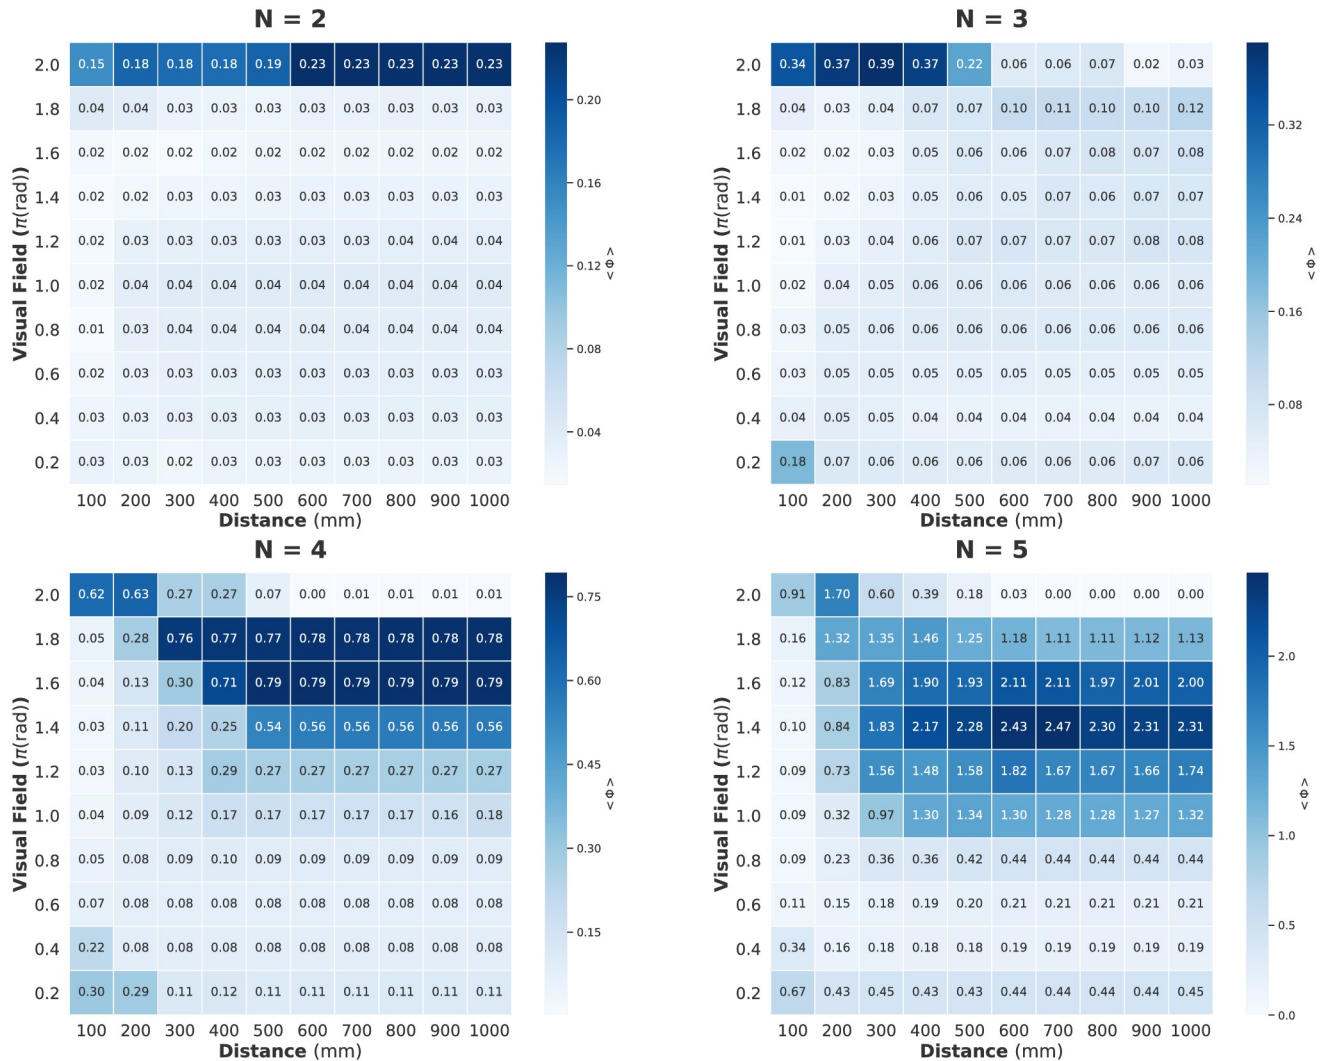 N = 2
N = 3
2.0 0.15 0.18 0.18 0.18 0.19 0.23 0.23 0.23 0.23 0.23
1.8 0.04 0.04 0.03 0.03 0.03 0.03 0.03 0.03 0.03 0.03
1.6 0.02 0.02 0.02 0.02 0.02 0.02 0.02 0.02 0.02 0.02
1.4 0.02 0.02 0.03 0.03 0.03 0.03 0.03 0.03 0.03 0.03
1.2 0.02 0.03 0.03 0.03 0.03 0.03 0.03 0.04 0.04 0.04
1.0 0.02 0.04 0.04 0.04 0.04 0.04 0.04 0.04 0.04 0.04
0.8 0.01 0.03 0.04 0.04 0.04 0.04 0.04 0.04 0.04 0.04
0.6 0.02 0.03 0.03 0.03 0.03 0.03 0.03 0.03 0.03 0.03
0.4 0.03 0.03 0.03 0.03 0.03 0.03 0.03 0.03 0.03 0.03
0.2 0.03 0.03 0.02 0.03 0.03 0.03 0.03 0.03 0.03 0.03
100 200 300 400 500 600 700 800 900 1000
Distance (mm)
Visual Field (π(rad))
0.20
0.16
0.12
0.08
0.04
<Φ>
2.0 0.34 0.37 0.39 0.37 0.22 0.06 0.06 0.07 0.02 0.03
1.8 0.04 0.03 0.04 0.07 0.07 0.10 0.11 0.10 0.10 0.12
1.6 0.02 0.02 0.03 0.05 0.06 0.06 0.07 0.08 0.07 0.08
1.4 0.01 0.02 0.03 0.05 0.06 0.05 0.07 0.06 0.07 0.07
1.2 0.01 0.03 0.04 0.06 0.07 0.07 0.07 0.07 0.08 0.08
1.0 0.02 0.04 0.05 0.06 0.06 0.06 0.06 0.06 0.06 0.06
0.8 0.03 0.05 0.06 0.06 0.06 0.06 0.06 0.06 0.06 0.06
0.6 0.03 0.05 0.05 0.05 0.05 0.05 0.05 0.05 0.05 0.05
0.4 0.04 0.05 0.05 0.04 0.04 0.04 0.04 0.04 0.04 0.04
0.2 0.18 0.07 0.06 0.06 0.06 0.06 0.06 0.06 0.07 0.06
100 200 300 400 500 600 700 800 900 1000
Distance (mm)
Visual Field (π(rad))
0.32
0.24
0.16
0.08
<Φ>
N = 4
N = 5
2.0 0.62 0.63 0.27 0.27 0.07 0.00 0.01 0.01 0.01 0.01
1.8 0.05 0.28 0.76 0.77 0.77 0.78 0.78 0.78 0.78 0.78
1.6 0.04 0.13 0.30 0.71 0.79 0.79 0.79 0.79 0.79 0.79
1.4 0.03 0.11 0.20 0.25 0.54 0.56 0.56 0.56 0.56 0.56
1.2 0.03 0.10 0.13 0.29 0.27 0.27 0.27 0.27 0.27 0.27
1.0 0.04 0.09 0.12 0.17 0.17 0.17 0.17 0.17 0.16 0.18
0.8 0.05 0.08 0.09 0.10 0.09 0.09 0.09 0.09 0.09 0.09
0.6 0.07 0.08 0.08 0.08 0.08 0.08 0.08 0.08 0.08 0.08
0.4 0.22 0.08 0.08 0.08 0.08 0.08 0.08 0.08 0.08 0.08
0.2 0.30 0.29 0.11 0.12 0.11 0.11 0.11 0.11 0.11 0.11
100 200 300 400 500 600 700 800 900 1000
Distance (mm)
Visual Field (π(rad))
0.75
0.60
0.45
0.30
0.15
<Φ>
2.0 0.91 1.70 0.60 0.39 0.18 0.03 0.00 0.00 0.00 0.00
1.8 0.16 1.32 1.35 1.46 1.25 1.18 1.11 1.11 1.12 1.13
1.6 0.12 0.83 1.69 1.90 1.93 2.11 2.11 1.97 2.01 2.00
1.4 0.10 0.84 1.83 2.17 2.28 2.43 2.47 2.30 2.31 2.31
1.2 0.09 0.73 1.56 1.48 1.58 1.82 1.67 1.67 1.66 1.74
1.0 0.09 0.32 0.97 1.30 1.34 1.30 1.28 1.28 1.27 1.32
0.8 0.09 0.23 0.36 0.36 0.42 0.44 0.44 0.44 0.44 0.44
0.6 0.11 0.15 0.18 0.19 0.20 0.21 0.21 0.21 0.21 0.21
0.4 0.34 0.16 0.18 0.18 0.18 0.19 0.19 0.19 0.19 0.19
0.2 0.67 0.43 0.45 0.43 0.43 0.44 0.44 0.44 0.44 0.45
100 200 300 400 500 600 700 800 900 1000
Distance (mm)
Visual Field (π(rad))
2.0
1.5
1.0
0.5
0.0
<Φ>